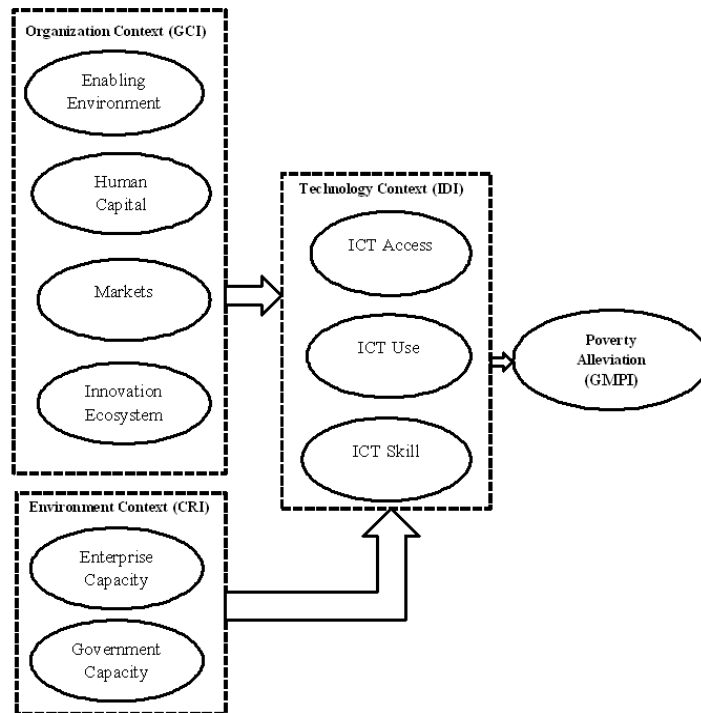 Organization Context (GCI)
Enabling
Environment
Human
Capital
Markets
Innovation
Ecosystem
Environment Context (CRI)
Enterprise
Capacity
Government
Capacity
Technology Context (IDI)
ICT Access
ICT Use
ICT Skill
Poverty
Alleviation
(GMPI)